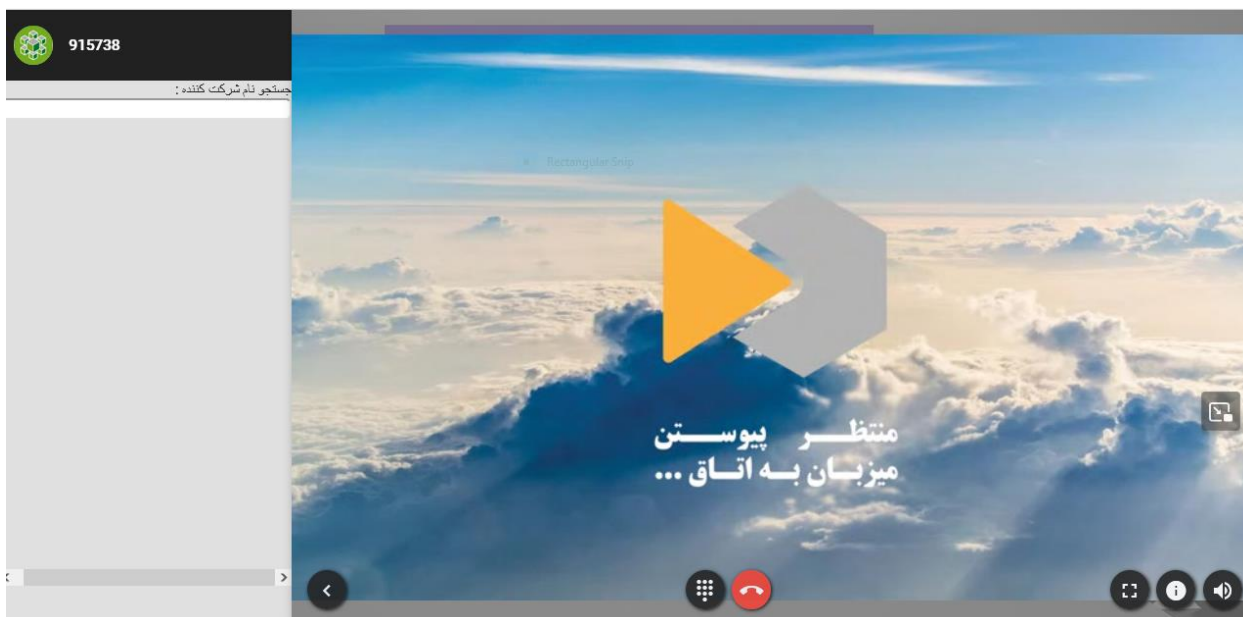 915738
جستجو نام شرکت کننده :
Rectangular Snip
منتظر پیوستن
میزبان به اتاق ...